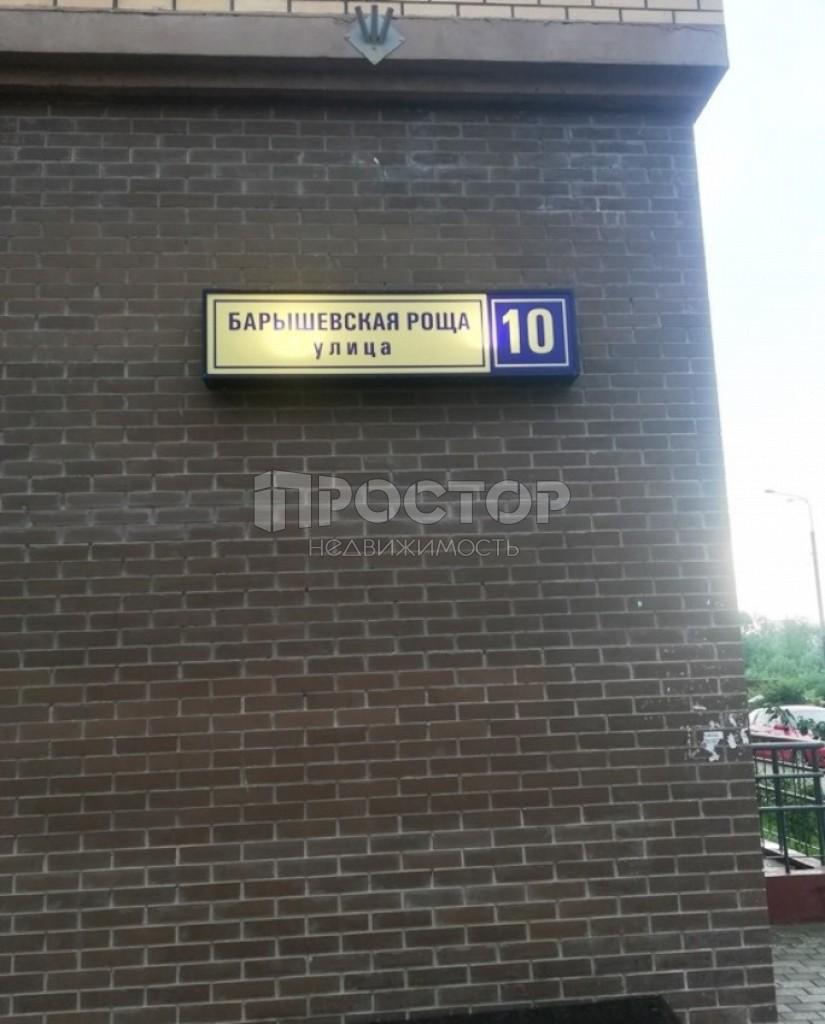 БАРЫШЕВСКАЯ РОЩА
улица
10
ПРОСТОР
НЕДВИЖИМОСТЬ